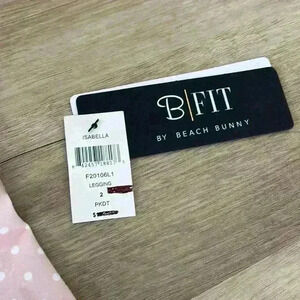 B|FIT
BY BEACH BUNNY
ISABELLA
F20106L1
LEGGING
2
PKDT
$